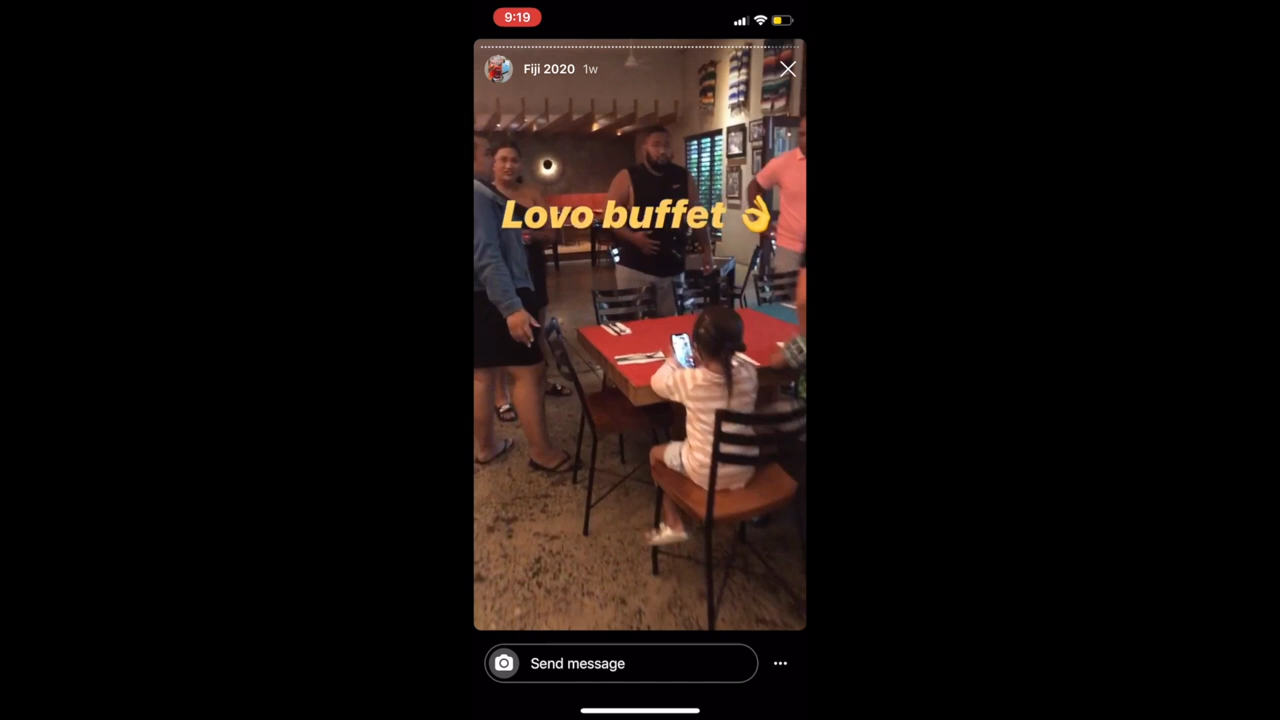 9:19
Fiji 2020 1w
Lovo buffet 👌
Send message